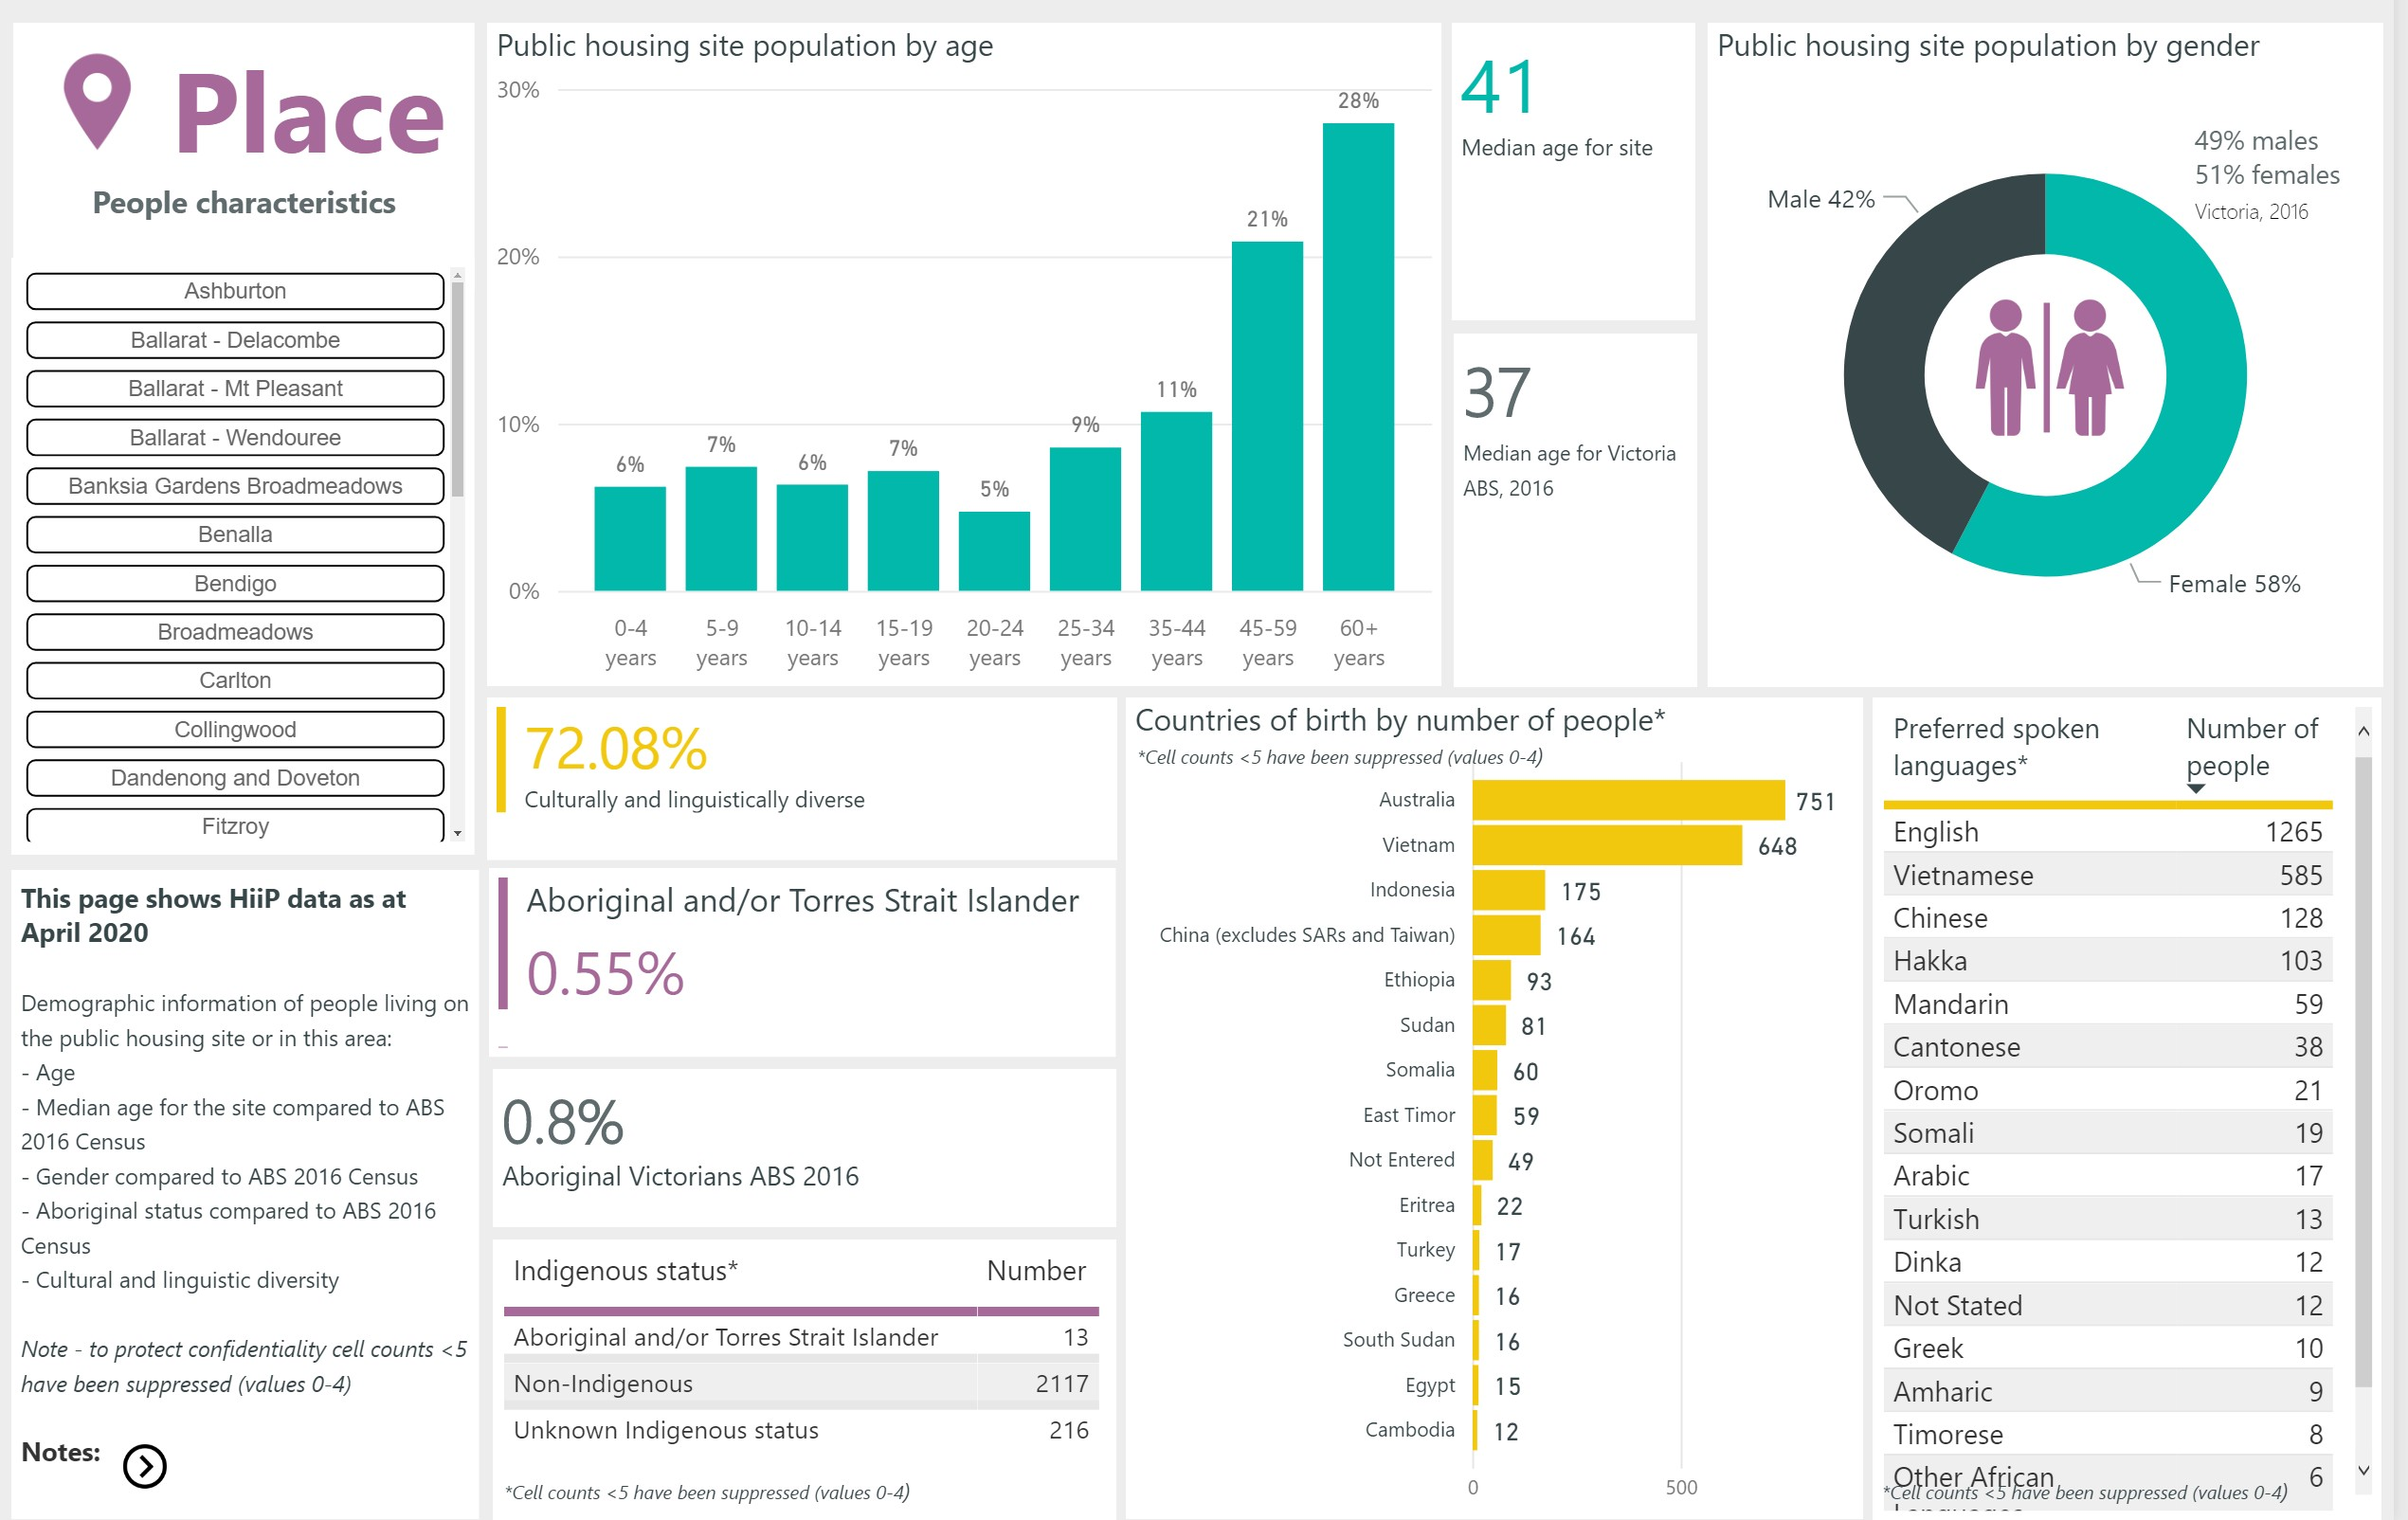 Place
People characteristics
Ashburton
Ballarat - Delacombe
Ballarat - Mt Pleasant
Ballarat - Wendouree
Banksia Gardens Broadmeadows
Benalla
Bendigo
Broadmeadows
Carlton
Collingwood
Dandenong and Doveton
Fitzroy
This page shows HiiP data as at
April 2020
Demographic information of people living on
the public housing site or in this area:
- Age
- Median age for the site compared to ABS
2016 Census
- Gender compared to ABS 2016 Census
- Aboriginal status compared to ABS 2016
Census
- Cultural and linguistic diversity
Note - to protect confidentiality cell counts <5
have been suppressed (values 0-4)
Notes:
Public housing site population by age
30%
20%
10%
0%
6%
7%
6%
7%
5%
9%
11%
21%
28%
0-4
years
5-9
years
10-14
years
15-19
years
20-24
years
25-34
years
35-44
years
45-59
years
60+
years
41
Median age for site
37
Median age for Victoria
ABS, 2016
Public housing site population by gender
49% males
51% females
Victoria, 2016
Male 42%
Female 58%
72.08%
Culturally and linguistically diverse
Aboriginal and/or Torres Strait Islander
0.55%
0.8%
Aboriginal Victorians ABS 2016
Indigenous status* Number
Aboriginal and/or Torres Strait Islander 13
Non-Indigenous 2117
Unknown Indigenous status 216
*Cell counts <5 have been suppressed (values 0-4)
Countries of birth by number of people*
*Cell counts <5 have been suppressed (values 0-4)
Australia 751
Vietnam 648
Indonesia 175
China (excludes SARs and Taiwan) 164
Ethiopia 93
Sudan 81
Somalia 60
East Timor 59
Not Entered 49
Eritrea 22
Turkey 17
Greece 16
South Sudan 16
Egypt 15
Cambodia 12
0 500
Preferred spoken
languages*
Number of
people
English 1265
Vietnamese 585
Chinese 128
Hakka 103
Mandarin 59
Cantonese 38
Oromo 21
Somali 19
Arabic 17
Turkish 13
Dinka 12
Not Stated 12
Greek 10
Amharic 9
Timorese 8
Other African 6
*Cell counts <5 have been suppressed (values 0-4)